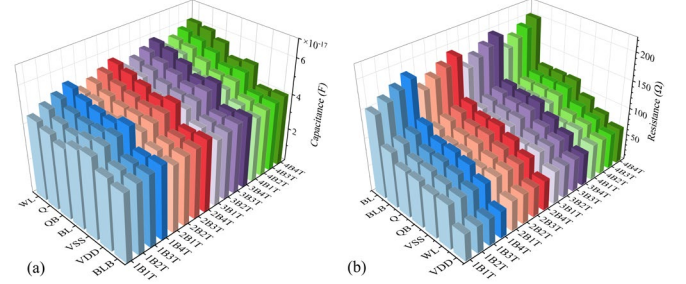 ×10⁻¹⁷
6
4
2
Capacitance (F)
WL
Q
QB
BL
VSS
VDD
BLB
1B1T
1B2T
1B3T
1B4T
2B1T
2B2T
2B3T
2B4T
3B1T
3B2T
3B3T
3B4T
4B1T
4B2T
4B3T
4B4T
(a)
200
150
100
50
Resistance (Ω)
BL
BLB
Q
QB
VSS
WL
VDD
1B1T
1B2T
1B3T
1B4T
2B1T
2B2T
2B3T
2B4T
3B1T
3B2T
3B3T
3B4T
4B1T
4B2T
4B3T
4B4T
(b)